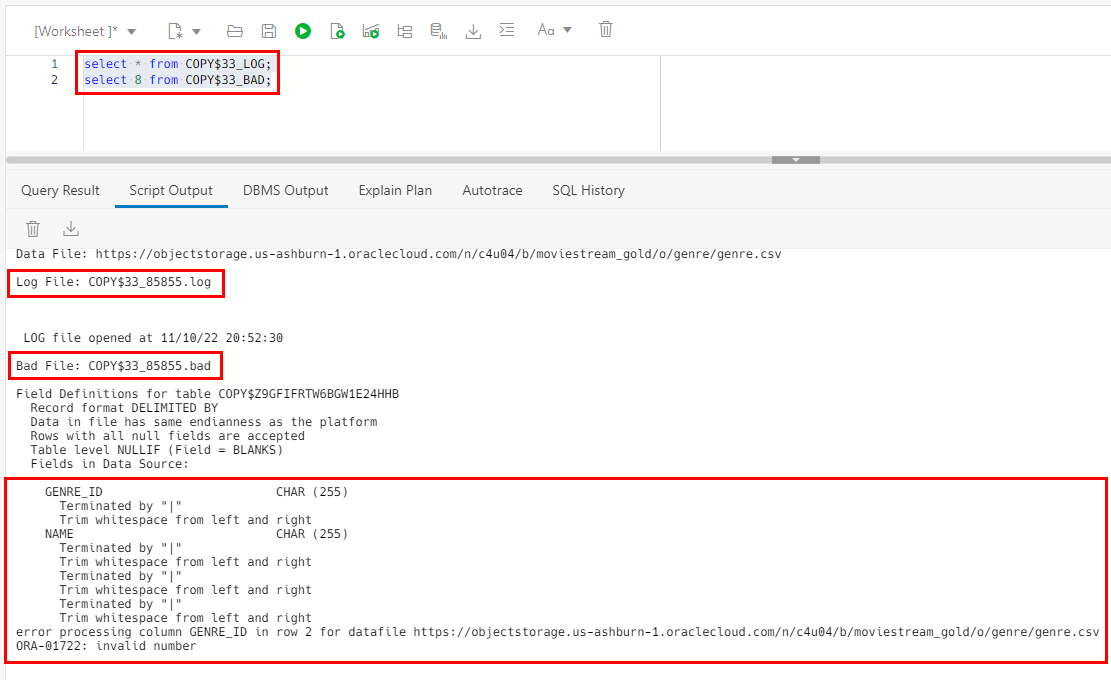 [Worksheet ]*
Aa
1 select * from COPY$33_LOG;
2 select 8 from COPY$33_BAD;
Query Result Script Output DBMS Output Explain Plan Autotrace SQL History
Data File: https://objectstorage.us-ashburn-1.oraclecloud.com/n/c4u04/b/moviestream_gold/o/genre/genre.csv
Log File: COPY$33_85855.log
LOG file opened at 11/10/22 20:52:30
Bad File: COPY$33_85855.bad
Field Definitions for table COPY$Z9GFIFRTW6BGW1E24HHB
Record format DELIMITED BY
Data in file has same endianness as the platform
Rows with all null fields are accepted
Table level NULLIF (Field = BLANKS)
Fields in Data Source:
GENRE_ID CHAR (255)
Terminated by "|"
Trim whitespace from left and right
NAME CHAR (255)
Terminated by "|"
Trim whitespace from left and right
Terminated by "|"
Trim whitespace from left and right
Terminated by "|"
Trim whitespace from left and right
error processing column GENRE_ID in row 2 for datafile https://objectstorage.us-ashburn-1.oraclecloud.com/n/c4u04/b/moviestream_gold/o/genre/genre.csv
ORA-01722: invalid number